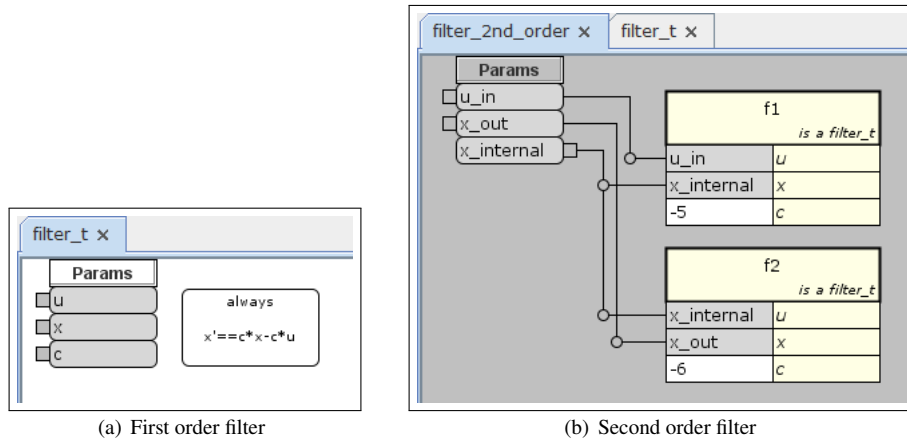 filter_t ×
Params
u
x
c
always
x'==c*x-c*u
(a) First order filter
filter_2nd_order ×
filter_t ×
Params
u_in
x_out
x_internal
f1
is a filter_t
u_in u
x_internal x
-5 c
f2
is a filter_t
x_internal u
x_out x
-6 c
(b) Second order filter